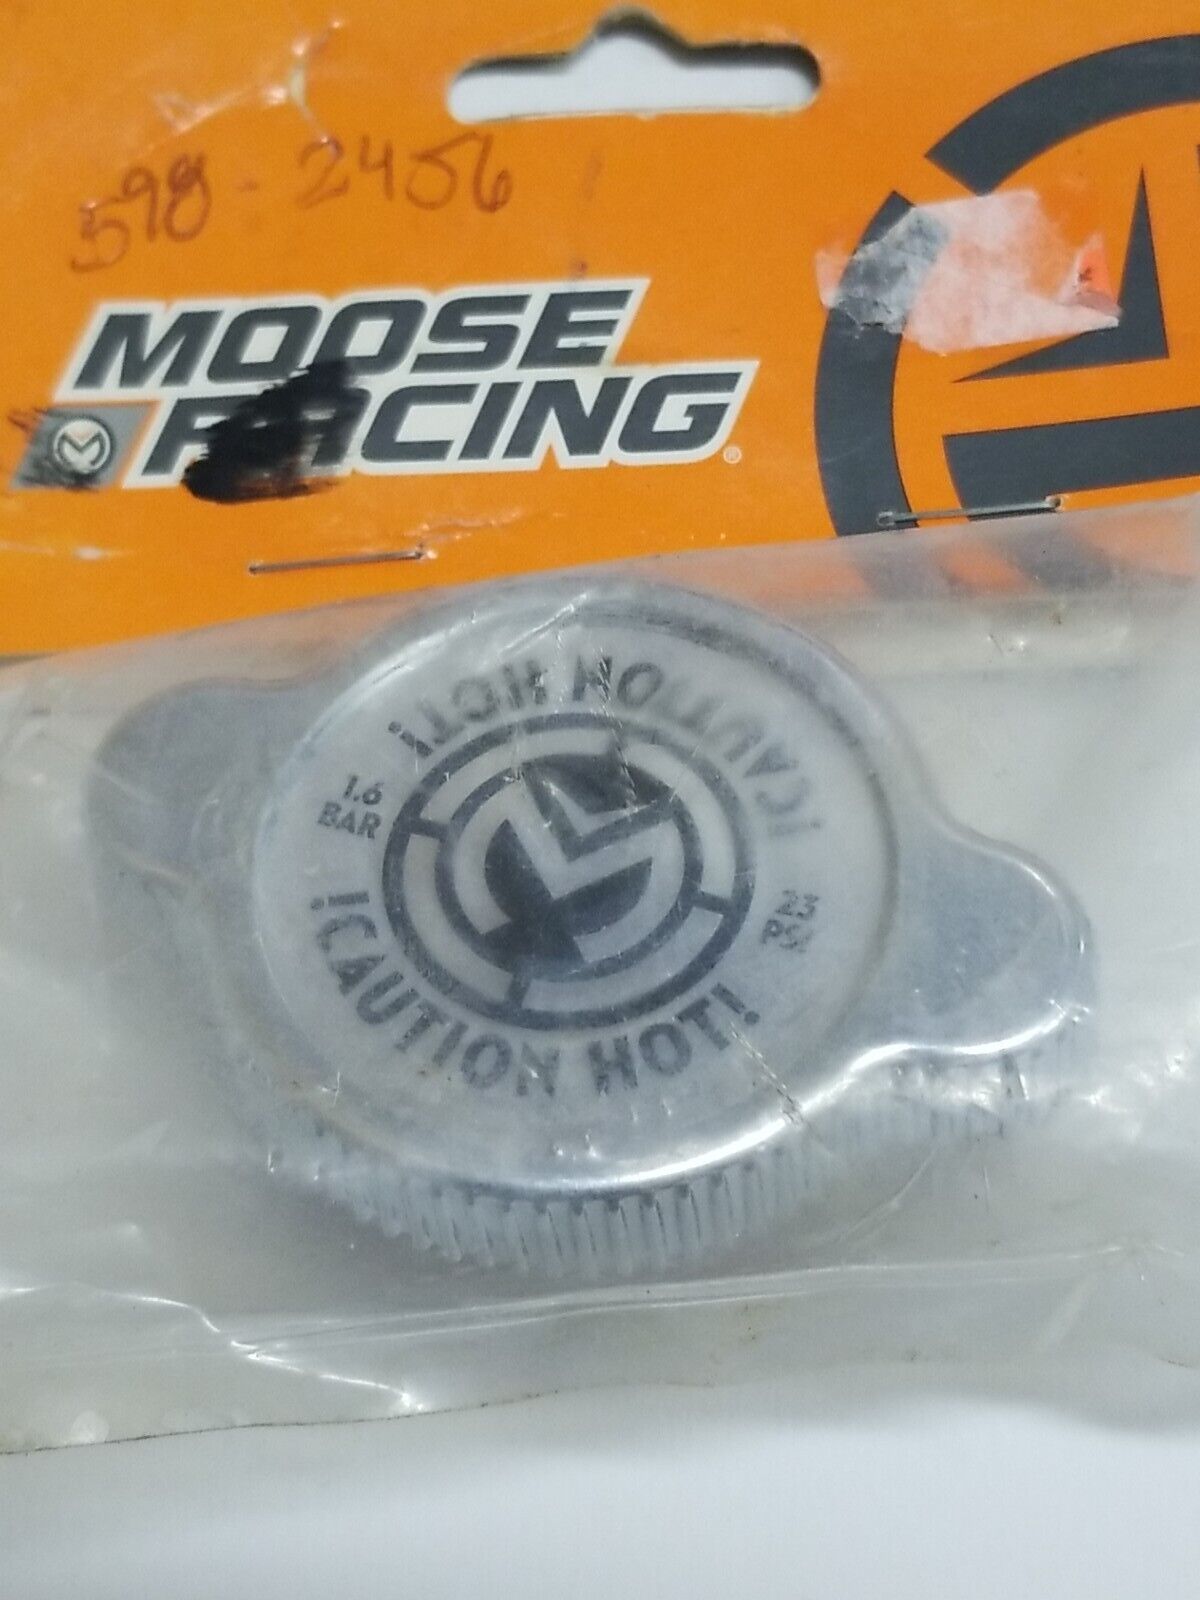 598-2456
MOOSE
RACING®
!CAUTION HOT!
1.6
BAR
!CAUTION HOT!
23
PSI